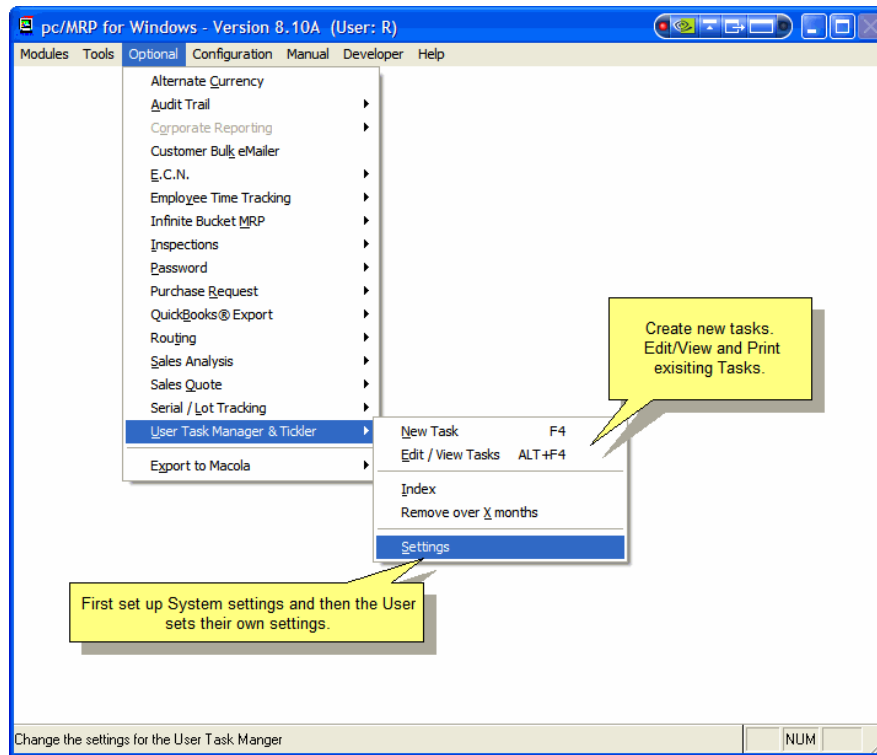 pc/MRP for Windows - Version 8.10A (User: R)
Modules Tools Optional Configuration Manual Developer Help
Alternate Currency
Audit Trail
Corporate Reporting
Customer Bulk eMailer
E.C.N.
Employee Time Tracking
Infinite Bucket MRP
Inspections
Password
Purchase Request
QuickBooks® Export
Routing
Sales Analysis
Sales Quote
Serial / Lot Tracking
User Task Manager & Tickler
Export to Macola
Create new tasks.
Edit/View and Print
exisiting Tasks.
New Task F4
Edit / View Tasks ALT+F4
Index
Remove over X months
Settings
First set up System settings and then the User
sets their own settings.
Change the settings for the User Task Manger
NUM